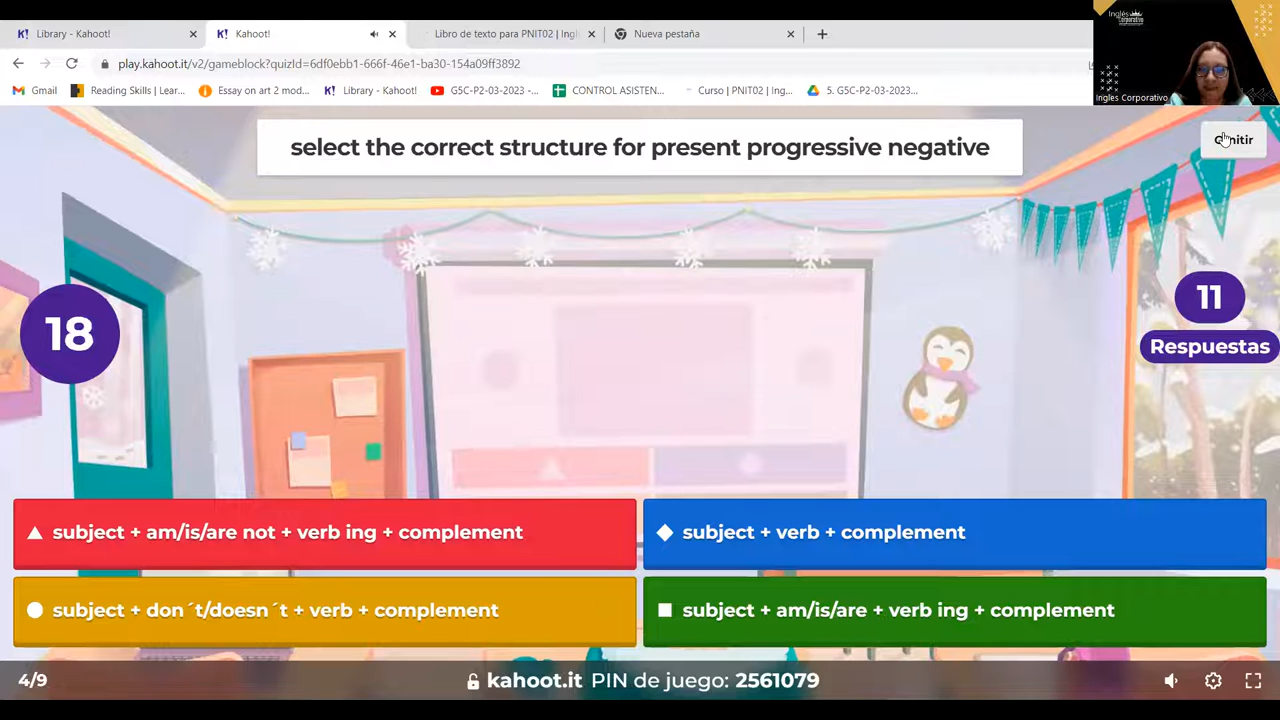 Library - Kahoot!
Kahoot!
Libro de texto para PNIT02 | Ingl
Nueva pestaña
play.kahoot.it/v2/gameblock?quizId=6df0ebb1-666f-46e1-ba30-154a09ff3892
Gmail
Reading Skills | Lear...
Essay on art 2 mod...
Library - Kahoot!
G5C-P2-03-2023 -...
CONTROL ASISTEN...
Curso | PNIT02 | Ing...
5. G5C-P2-03-2023...
Inglés
Corporativo
Ingles Corporativo
select the correct structure for present progressive negative
Omitir
18
11
Respuestas
subject + am/is/are not + verb ing + complement
subject + verb + complement
subject + don´t/doesn´t + verb + complement
subject + am/is/are + verb ing + complement
4/9
kahoot.it PIN de juego: 2561079